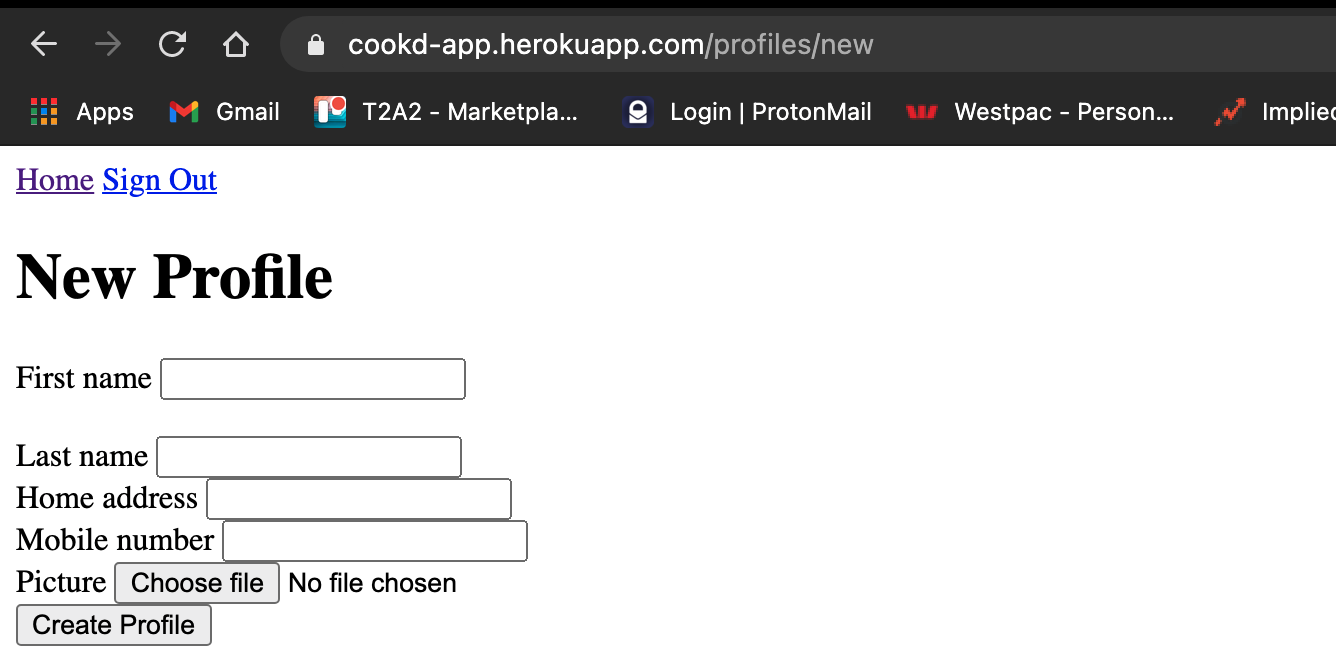 cookd-app.herokuapp.com/profiles/new
Apps Gmail T2A2 - Marketpla... Login | ProtonMail Westpac - Person... Implied
Home Sign Out
New Profile
First name
Last name
Home address
Mobile number
Picture Choose file No file chosen
Create Profile